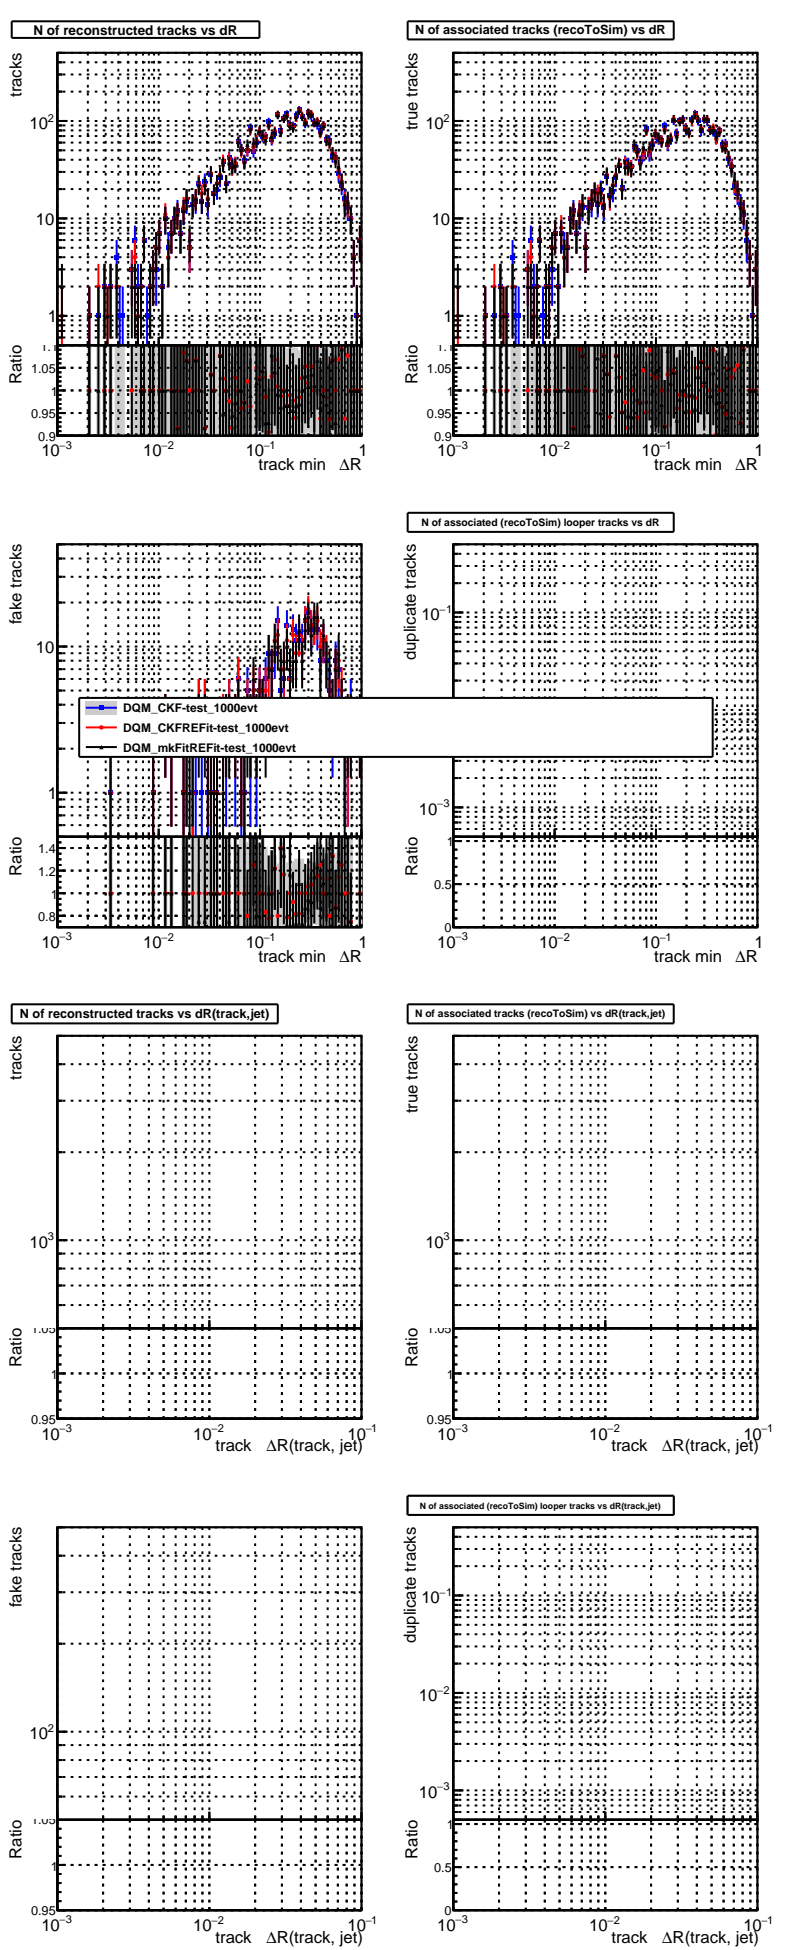 N of reconstructed tracks vs dR
tracks
10²
10
1
Ratio
1.1
1.05
1
0.95
0.9
10⁻³ 10⁻² 10⁻¹ 1
track min ΔR
N of associated tracks (recoToSim) vs dR
true tracks
10²
10
1
Ratio
1.1
1.05
1
0.95
0.9
10⁻³ 10⁻² 10⁻¹ 1
track min ΔR
fake tracks
10
1
Ratio
1.4
1.2
1
0.8
10⁻³ 10⁻² 10⁻¹ 1
track min ΔR
N of associated (recoToSim) looper tracks vs dR
duplicate tracks
10⁻¹
10⁻³
Ratio
1
0.5
0
10⁻³ 10⁻² 10⁻¹ 1
track min ΔR
DQM_CKF-test_1000evt
DQM_CKFREFit-test_1000evt
DQM_mkFitREFit-test_1000evt
N of reconstructed tracks vs dR(track,jet)
tracks
10³
Ratio
1.05
1
0.95
10⁻³ 10⁻² 10⁻¹
track ΔR(track, jet)
N of associated tracks (recoToSim) vs dR(track,jet)
true tracks
10³
Ratio
1.05
1
0.95
10⁻³ 10⁻² 10⁻¹
track ΔR(track, jet)
fake tracks
10²
Ratio
1.05
1
0.95
10⁻³ 10⁻² 10⁻¹
track ΔR(track, jet)
N of associated (recoToSim) looper tracks vs dR(track,jet)
duplicate tracks
10⁻¹
10⁻²
10⁻³
Ratio
1
0.5
0
10⁻³ 10⁻² 10⁻¹
track ΔR(track, jet)